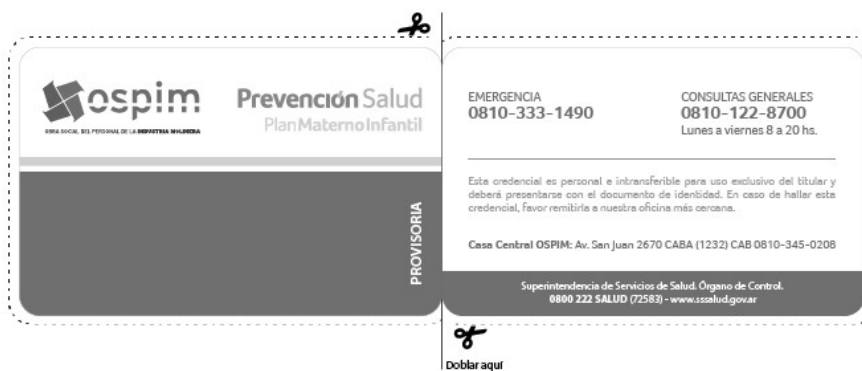 ospim
OBRA SOCIAL DEL PERSONAL DE LA INDUSTRIA MOLINERA
Prevención Salud
Plan Materno Infantil
PROVISORIA
EMERGENCIA
0810-333-1490
CONSULTAS GENERALES
0810-122-8700
Lunes a viernes 8 a 20 hs.
Esta credencial es personal e intransferible para uso exclusivo del titular y
deberá presentarse con el documento de identidad. En caso de hallar esta
credencial, favor remitirla a nuestra oficina más cercana.
Casa Central OSPIM: Av. San Juan 2670 CABA (1232) CAB 0810-345-0208
Superintendencia de Servicios de Salud. Órgano de Control.
0800 222 SALUD (72583) - www.sssalud.gov.ar
Doblar aquí